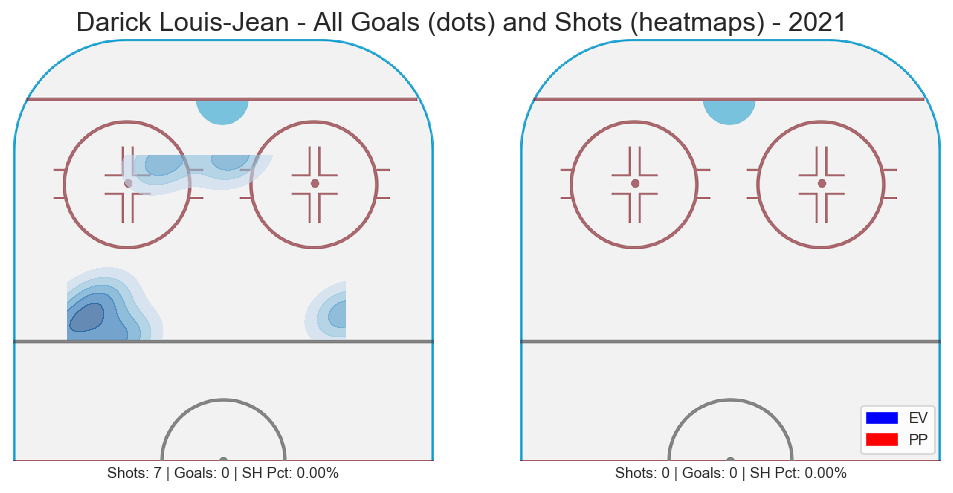 Darick Louis-Jean - All Goals (dots) and Shots (heatmaps) - 2021
EV
PP
Shots: 7 | Goals: 0 | SH Pct: 0.00%
Shots: 0 | Goals: 0 | SH Pct: 0.00%